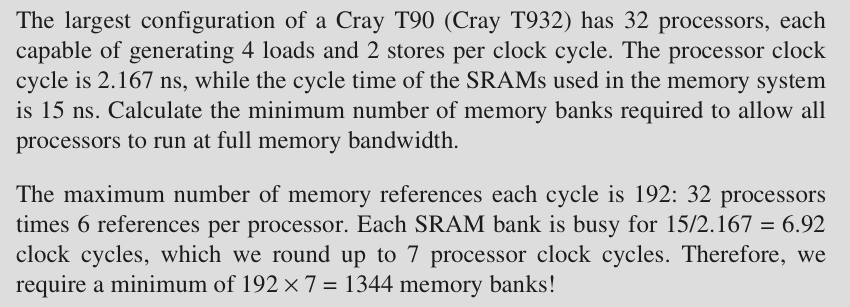 The largest configuration of a Cray T90 (Cray T932) has 32 processors, each
capable of generating 4 loads and 2 stores per clock cycle. The processor clock
cycle is 2.167 ns, while the cycle time of the SRAMs used in the memory system
is 15 ns. Calculate the minimum number of memory banks required to allow all
processors to run at full memory bandwidth.
The maximum number of memory references each cycle is 192: 32 processors
times 6 references per processor. Each SRAM bank is busy for 15/2.167 = 6.92
clock cycles, which we round up to 7 processor clock cycles. Therefore, we
require a minimum of 192 × 7 = 1344 memory banks!